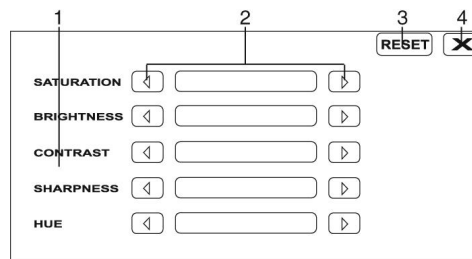 1 2 3 4
RESET X
SATURATION
BRIGHTNESS
CONTRAST
SHARPNESS
HUE